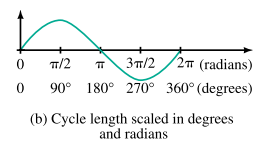 0 π/2 π 3π/2 2π (radians)
0 90° 180° 270° 360° (degrees)
(b) Cycle length scaled in degrees
and radians